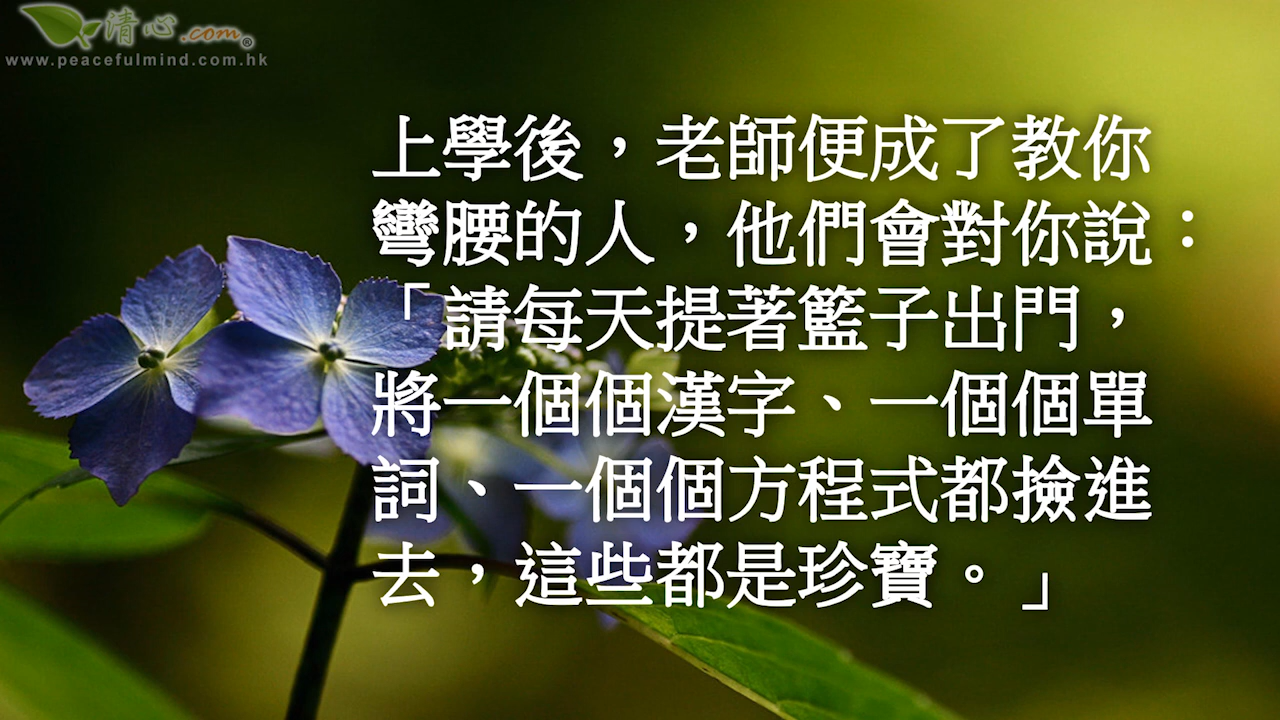 清心.com®
www.peacefulmind.com.hk
上學後，老師便成了教你
彎腰的人，他們會對你說：
「請每天提著籃子出門，
將一個個漢字、一個個單
詞、一個個方程式都撿進
去，這些都是珍寶。」